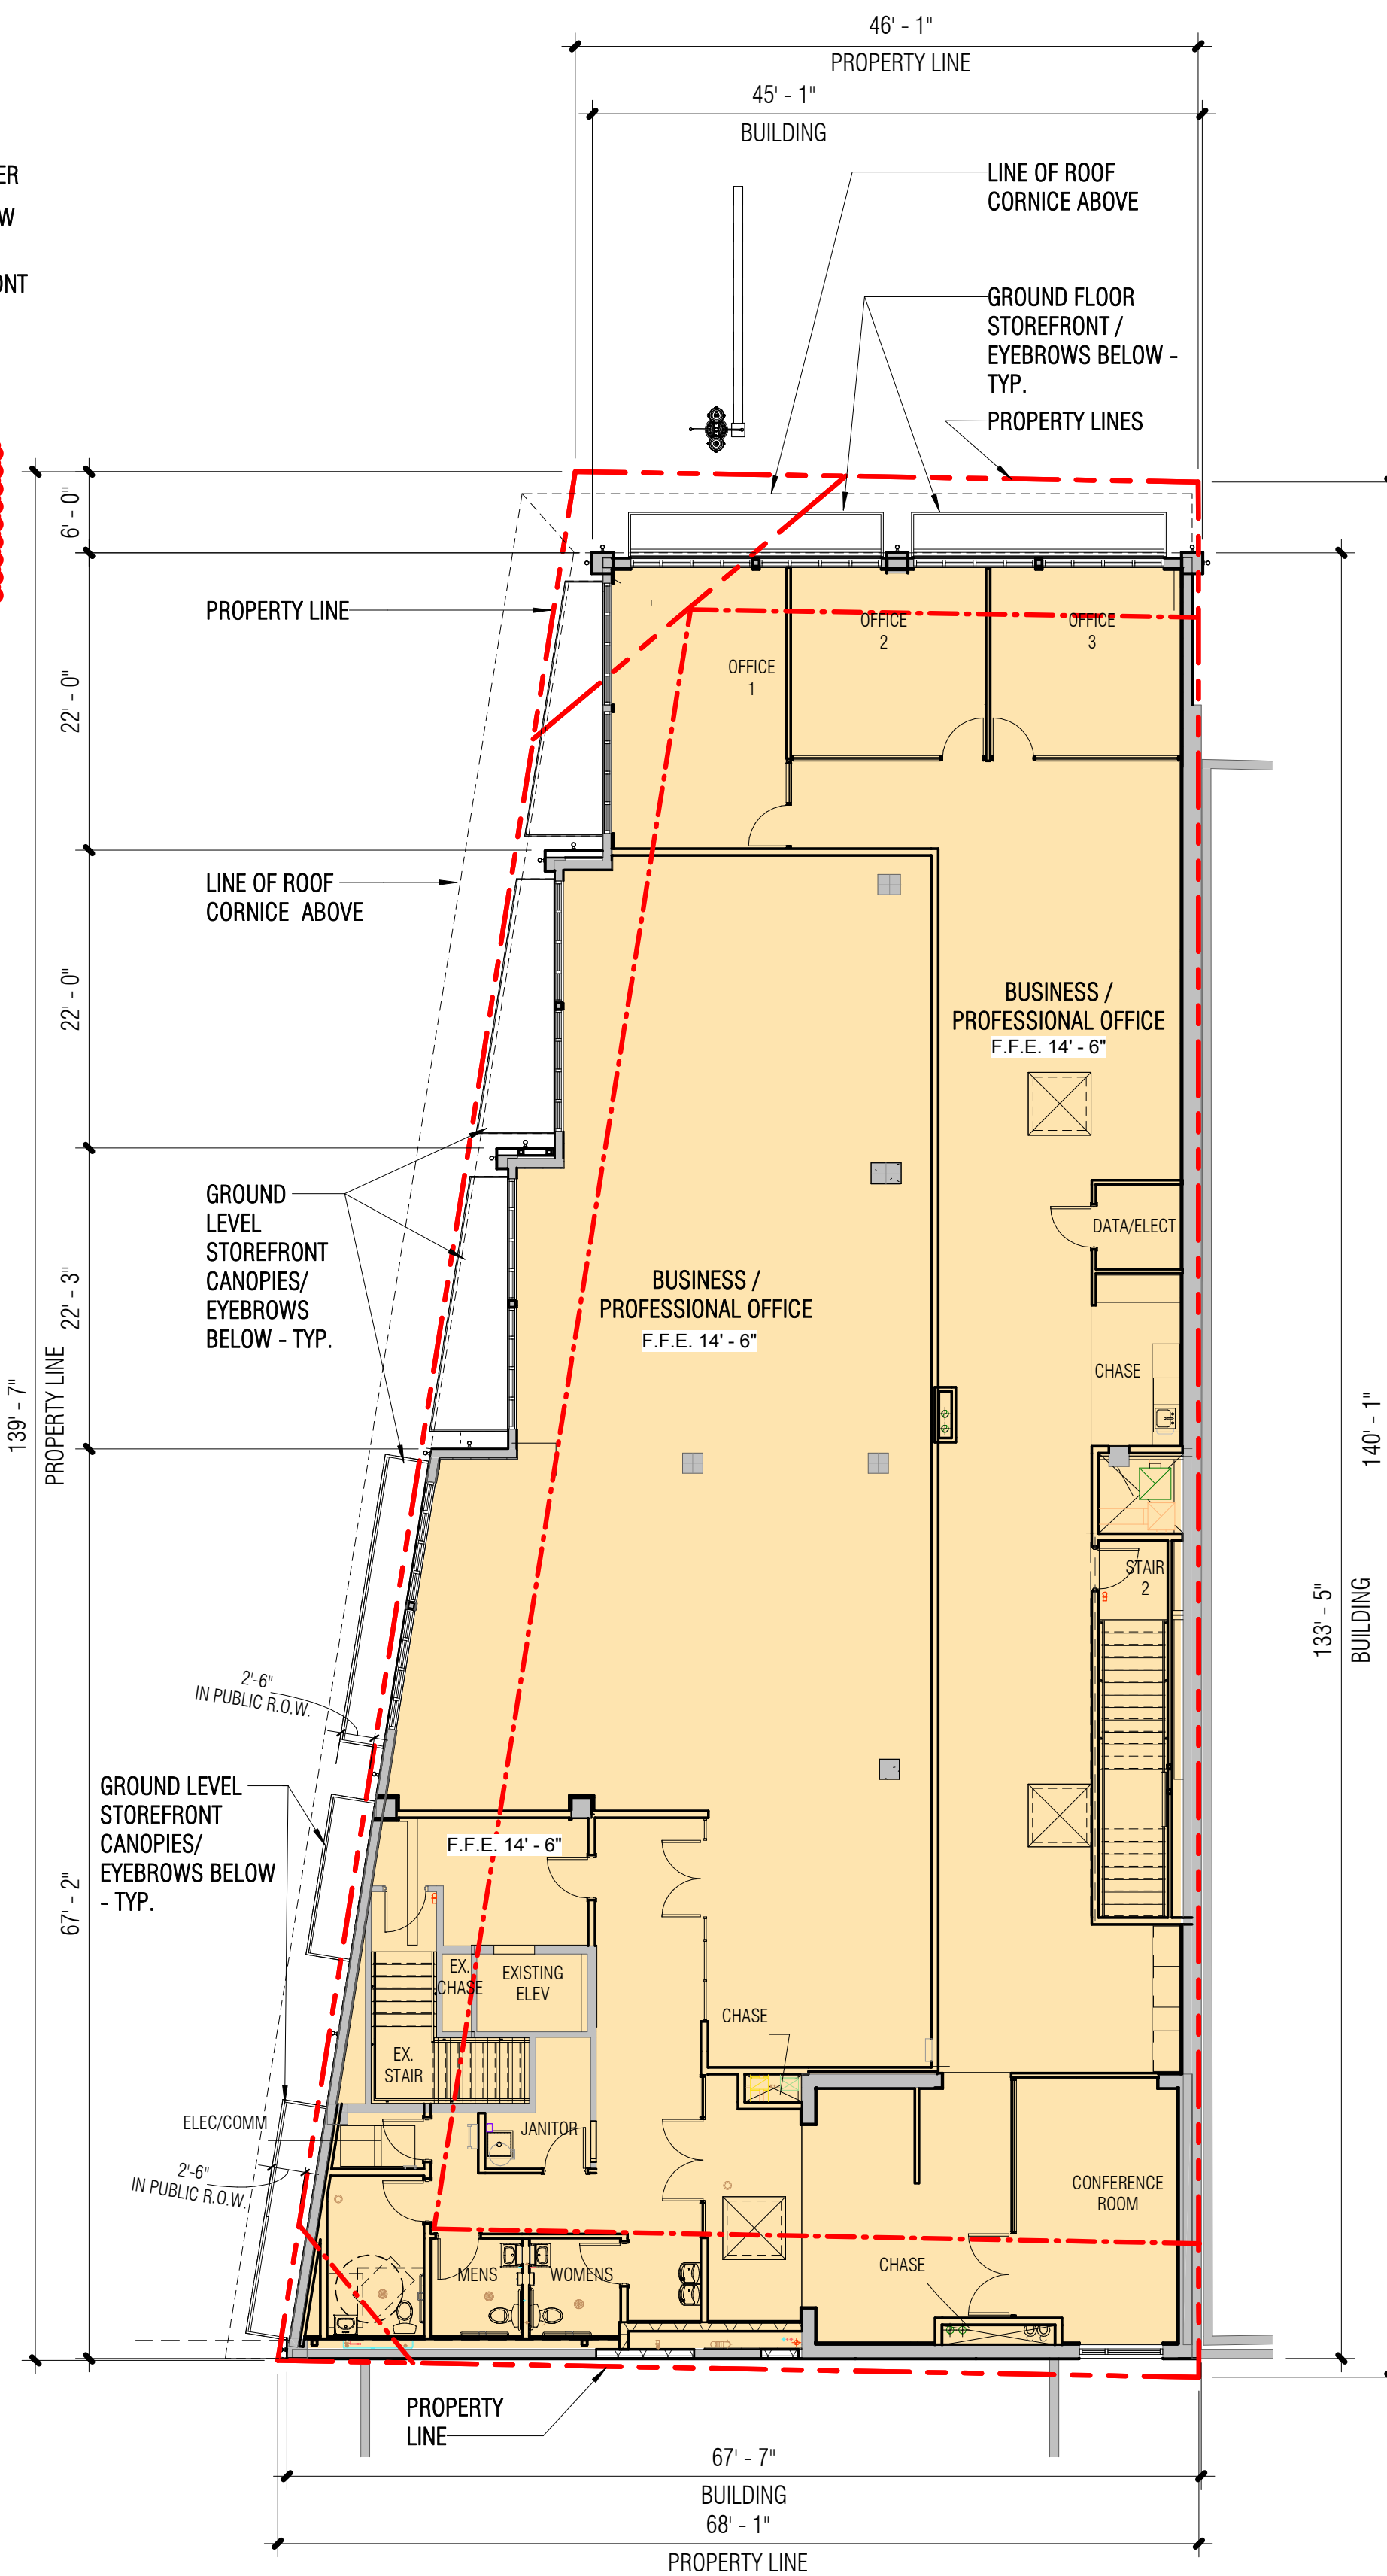 46' - 1"
PROPERTY LINE
45' - 1"
BUILDING
LINE OF ROOF
CORNICE ABOVE
GROUND FLOOR
STOREFRONT /
EYEBROWS BELOW -
TYP.
PROPERTY LINES
ER
W
ONT
6' - 0"
PROPERTY LINE
22' - 0"
OFFICE
1
OFFICE
2
OFFICE
3
LINE OF ROOF
CORNICE ABOVE
22' - 0"
BUSINESS /
PROFESSIONAL OFFICE
F.F.E. 14' - 6"
GROUND
LEVEL
STOREFRONT
CANOPIES/
EYEBROWS
BELOW - TYP.
22' - 3"
DATA/ELECT
BUSINESS /
PROFESSIONAL OFFICE
F.F.E. 14' - 6"
CHASE
139' - 7"
PROPERTY LINE
140' - 1"
133' - 5"
BUILDING
STAIR
2
2'-6"
IN PUBLIC R.O.W.
GROUND LEVEL
STOREFRONT
CANOPIES/
EYEBROWS BELOW
- TYP.
67' - 2"
F.F.E. 14' - 6"
EX.
CHASE
EXISTING
ELEV
CHASE
EX.
STAIR
ELEC/COMM
JANITOR
2'-6"
IN PUBLIC R.O.W.
CONFERENCE
ROOM
MENS
WOMENS
CHASE
PROPERTY
LINE
67' - 7"
BUILDING
68' - 1"
PROPERTY LINE